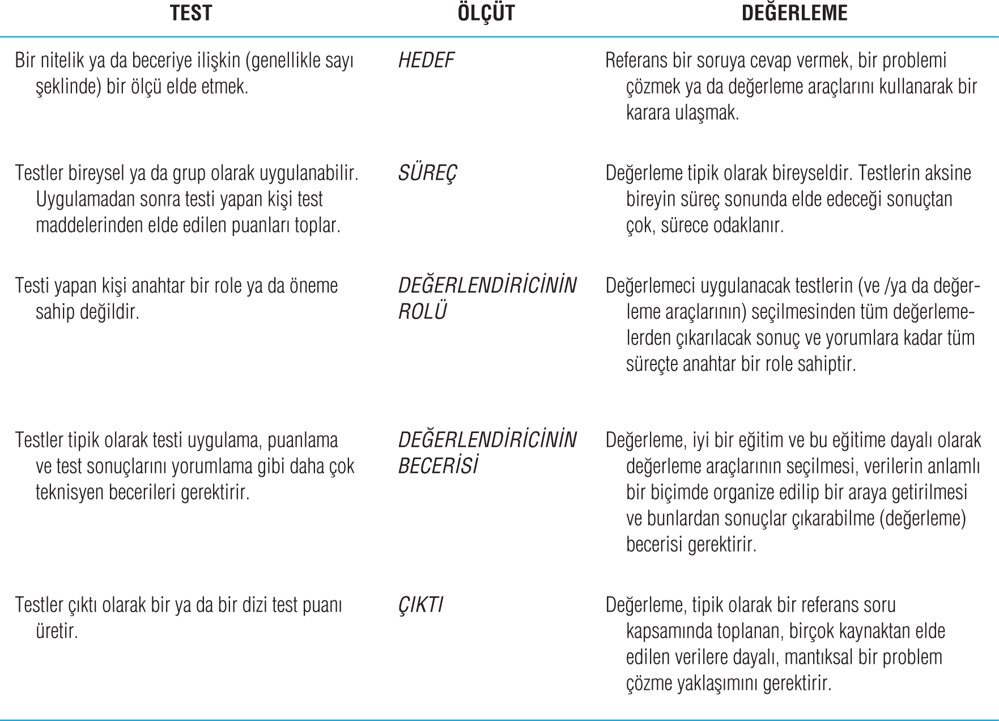 TEST ÖLÇÜT DEĞERLEME
Bir nitelik ya da beceriye ilişkin (genellikle sayı
şeklinde) bir ölçü elde etmek.
HEDEF
Referans bir soruya cevap vermek, bir problemi
çözmek ya da değerleme araçlarını kullanarak bir
karara ulaşmak.
Testler bireysel ya da grup olarak uygulanabilir.
Uygulamadan sonra testi yapan kişi test
maddelerinden elde edilen puanları toplar.
SÜREÇ
Değerleme tipik olarak bireyseldir. Testlerin aksine
bireyin süreç sonunda elde edeceği sonuçtan
çok, sürece odaklanır.
Testi yapan kişi anahtar bir role ya da öneme
sahip değildir.
DEĞERLENDİRİCİNİN
ROLÜ
Değerlemeci uygulanacak testlerin (ve /ya da değer-
leme araçlarının) seçilmesinden tüm değerleme-
lerden çıkarılacak sonuç ve yorumlara kadar tüm
süreçte anahtar bir role sahiptir.
Testler tipik olarak testi uygulama, puanlama
ve test sonuçlarını yorumlama gibi daha çok
teknisyen becerileri gerektirir.
DEĞERLENDİRİCİNİN
BECERİSİ
Değerleme, iyi bir eğitim ve bu eğitime dayalı olarak
değerleme araçlarının seçilmesi, verilerin anlamlı
bir biçimde organize edilip bir araya getirilmesi
ve bunlardan sonuçlar çıkarabilme (değerleme)
becerisi gerektirir.
Testler çıktı olarak bir ya da bir dizi test puanı
üretir.
ÇIKTI
Değerleme, tipik olarak bir referans soru
kapsamında toplanan, birçok kaynaktan elde
edilen verilere dayalı, mantıksal bir problem
çözme yaklaşımını gerektirir.